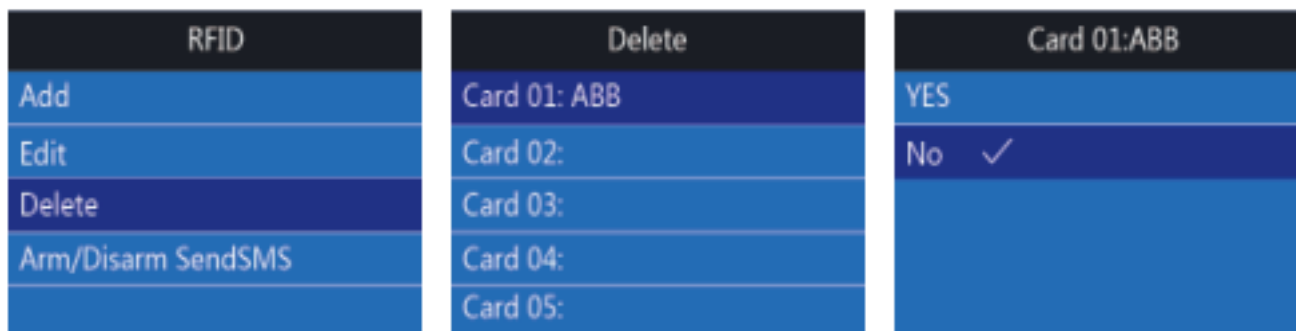 RFID
Add
Edit
Delete
Arm/Disarm SendSMS
Delete
Card 01: ABB
Card 02:
Card 03:
Card 04:
Card 05:
Card 01:ABB
YES
No